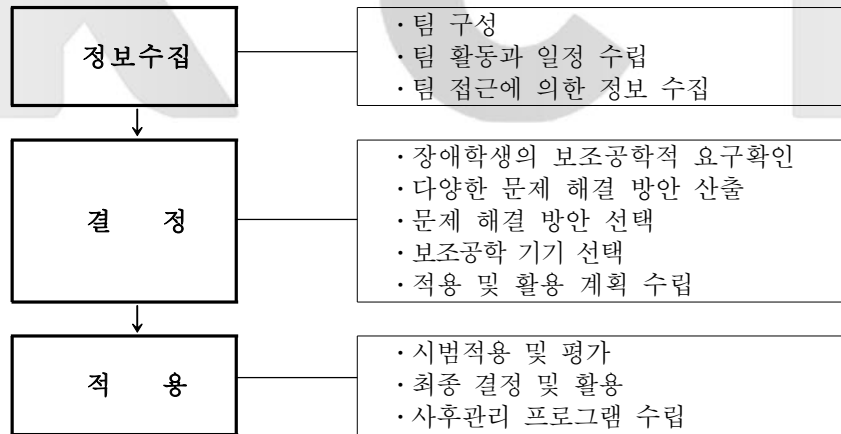 정보수집
· 팀 구성
· 팀 활동과 일정 수립
· 팀 접근에 의한 정보 수집
결 정
· 장애학생의 보조공학적 요구확인
· 다양한 문제 해결 방안 산출
· 문제 해결 방안 선택
· 보조공학 기기 선택
· 적용 및 활용 계획 수립
적 용
· 시범적용 및 평가
· 최종 결정 및 활용
· 사후관리 프로그램 수립